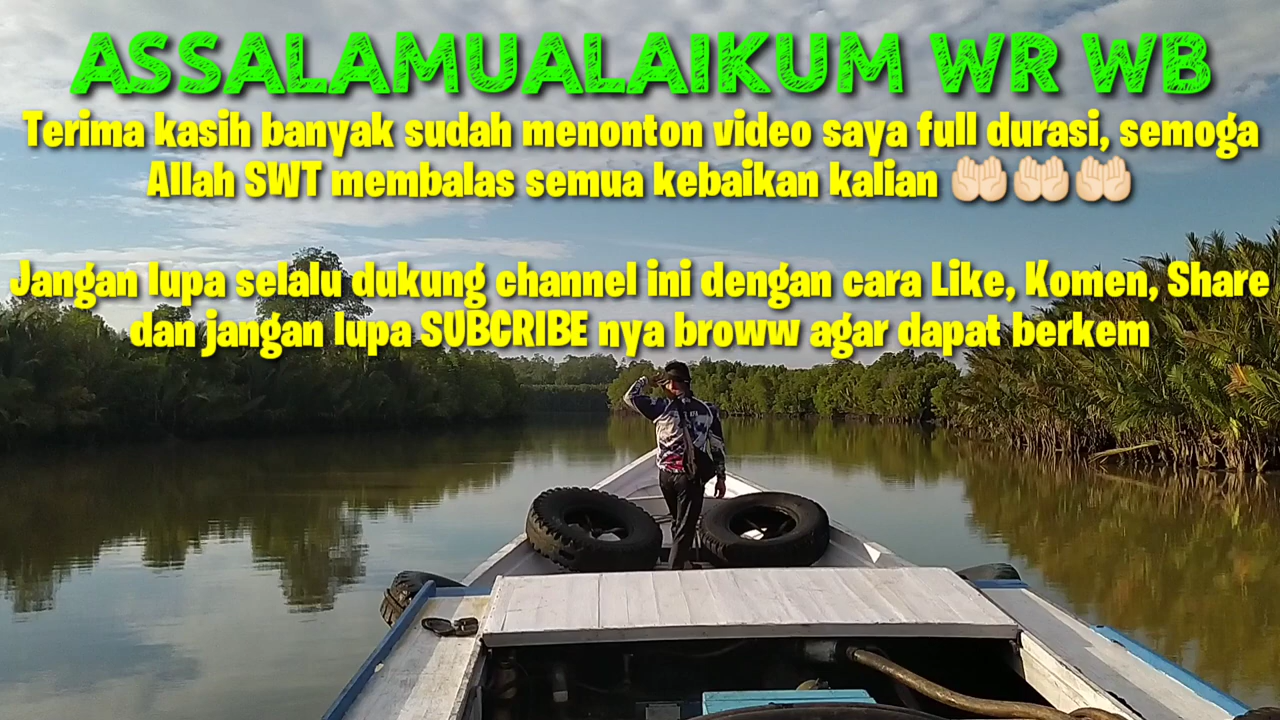 ASSALAMUALAIKUM WR WB
Terima kasih banyak sudah menonton video saya full durasi, semoga
Allah SWT membalas semua kebaikan kalian 🤲🏻🤲🏻🤲🏻
Jangan lupa selalu dukung channel ini dengan cara Like, Komen, Share
dan jangan lupa SUBCRIBE nya broww agar dapat berkem